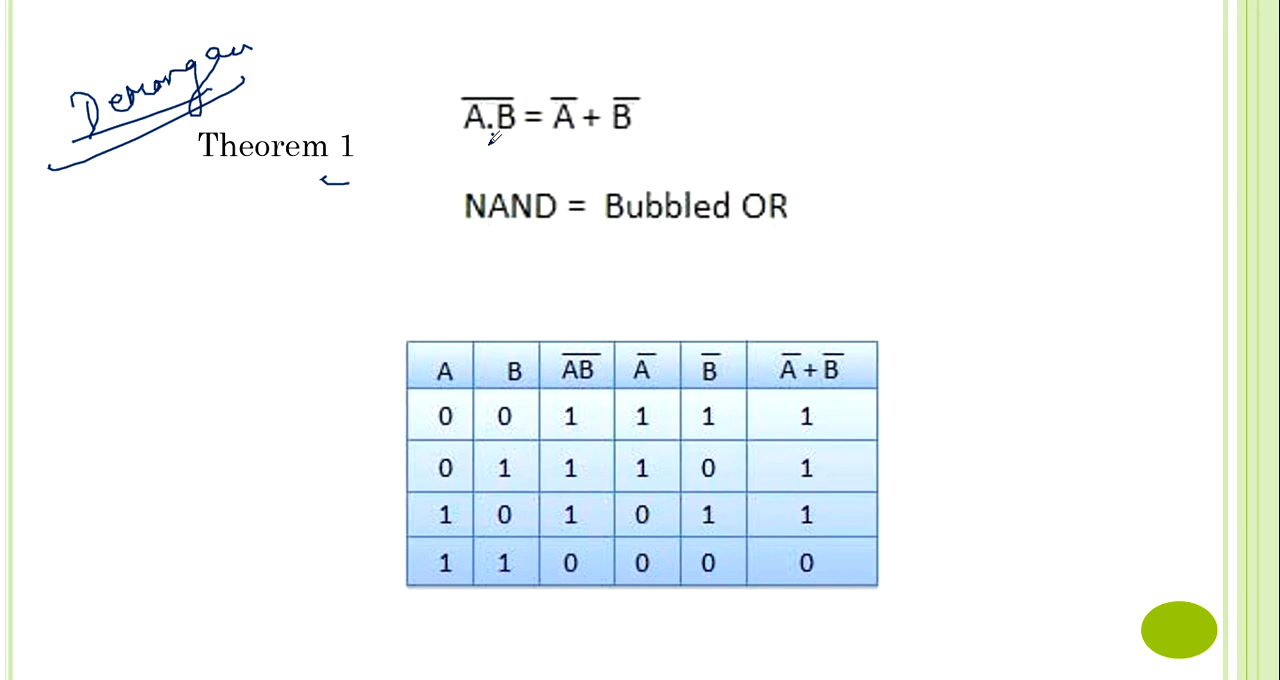 Demorgan
Theorem 1
A̅.̅B̅ = A̅ + B̅
NAND = Bubbled OR
A B A̅B̅ A̅ B̅ A̅ + B̅
0 0 1 1 1 1
0 1 1 1 0 1
1 0 1 0 1 1
1 1 0 0 0 0